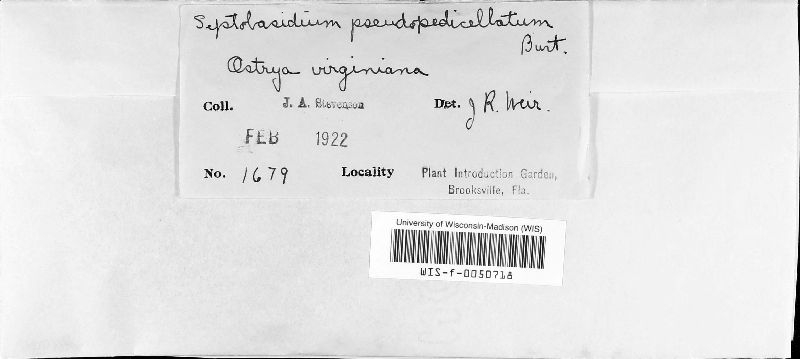 Septobasidium pseudopedicellatum
Burt.
Ostrya virginiana
Coll. J. A. Stevenson Det. J R. Weir.
FEB 1922
No. 1679 Locality Plant Introduction Garden,
Brooksville, Fla.
University of Wisconsin-Madison (WIS)
WIS-f-0050718